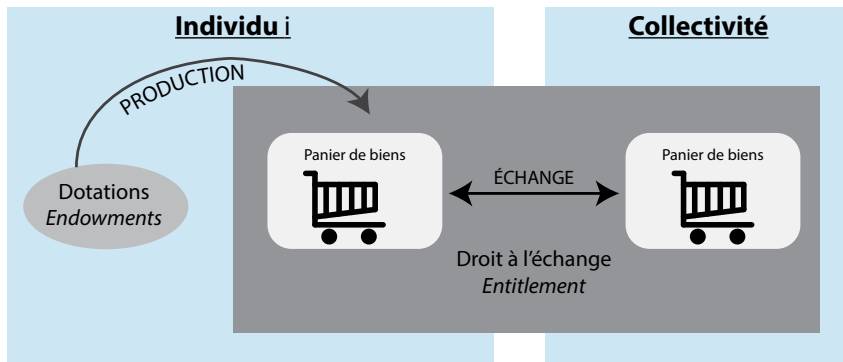 Individu i
Collectivité
PRODUCTION
Panier de biens
Panier de biens
ÉCHANGE
Dotations
Endowments
Droit à l'échange
Entitlement